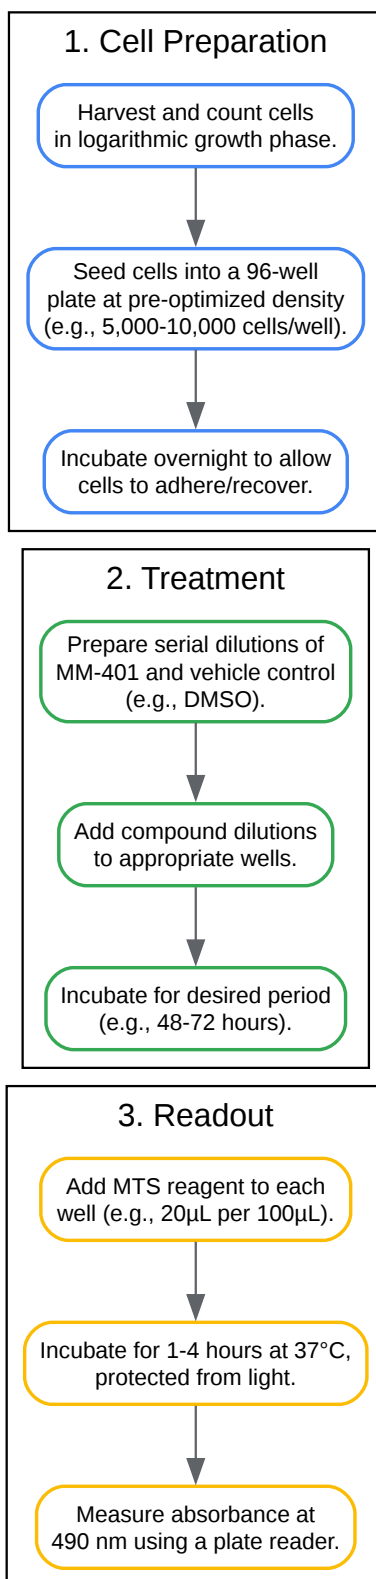 1. Cell Preparation
Harvest and count cells
in logarithmic growth phase.
Seed cells into a 96-well
plate at pre-optimized density
(e.g., 5,000-10,000 cells/well).
Incubate overnight to allow
cells to adhere/recover.
2. Treatment
Prepare serial dilutions of
MM-401 and vehicle control
(e.g., DMSO).
Add compound dilutions
to appropriate wells.
Incubate for desired period
(e.g., 48-72 hours).
3. Readout
Add MTS reagent to each
well (e.g., 20µL per 100µL).
Incubate for 1-4 hours at 37°C,
protected from light.
Measure absorbance at
490 nm using a plate reader.